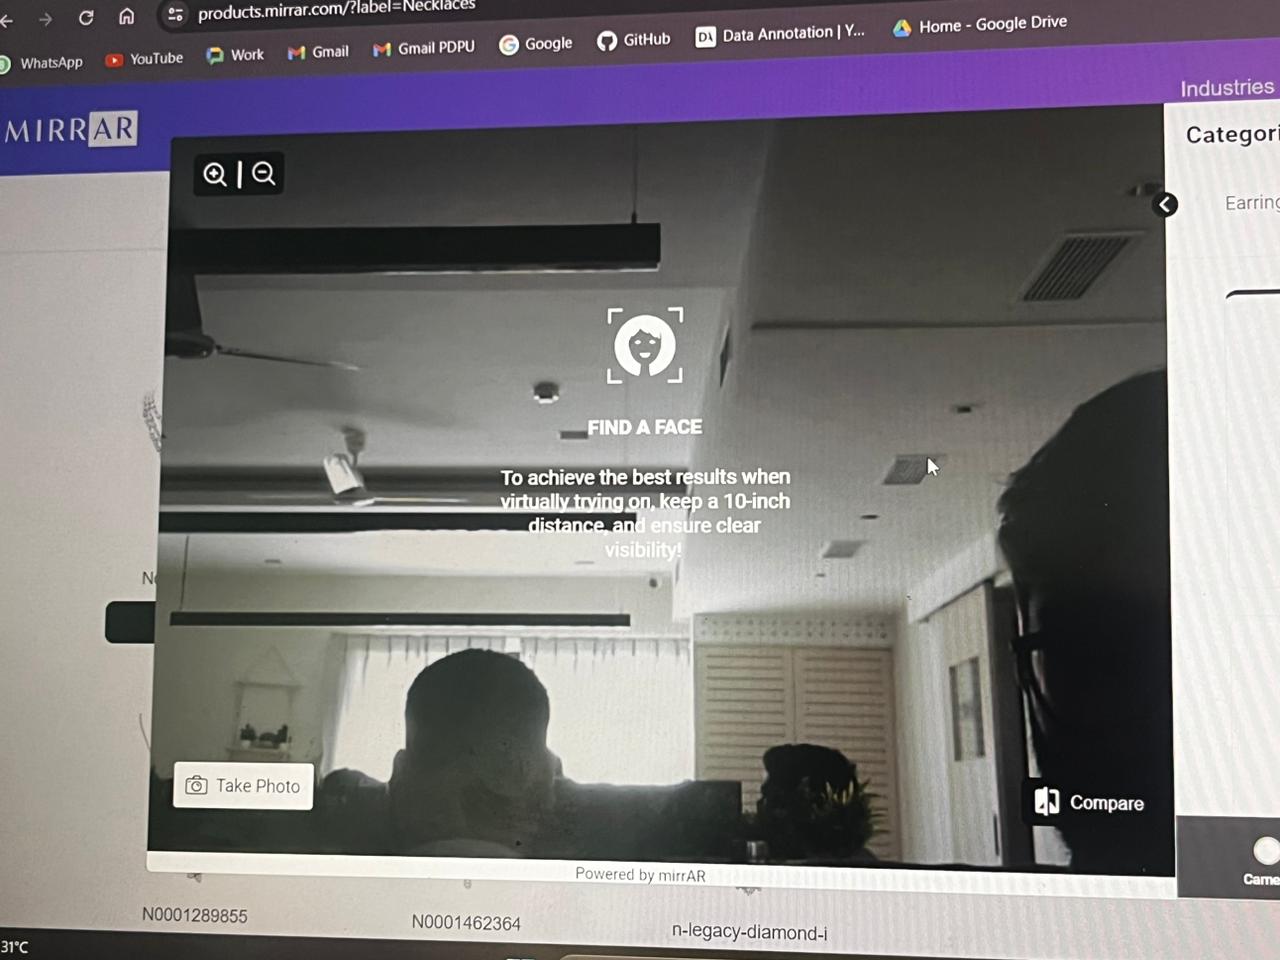 products.mirrar.com/?label=Necklaces
WhatsApp
YouTube
Work
Gmail
Gmail PDPU
Google
GitHub
Data Annotation | Y...
Home - Google Drive
Industries
MIRRAR
Categori
Earring
FIND A FACE
To achieve the best results when
virtually trying on, keep a 10-inch
distance, and ensure clear
visibility!
Take Photo
Compare
Powered by mirrAR
Came
N0001289855
N0001462364
n-legacy-diamond-i
31°C